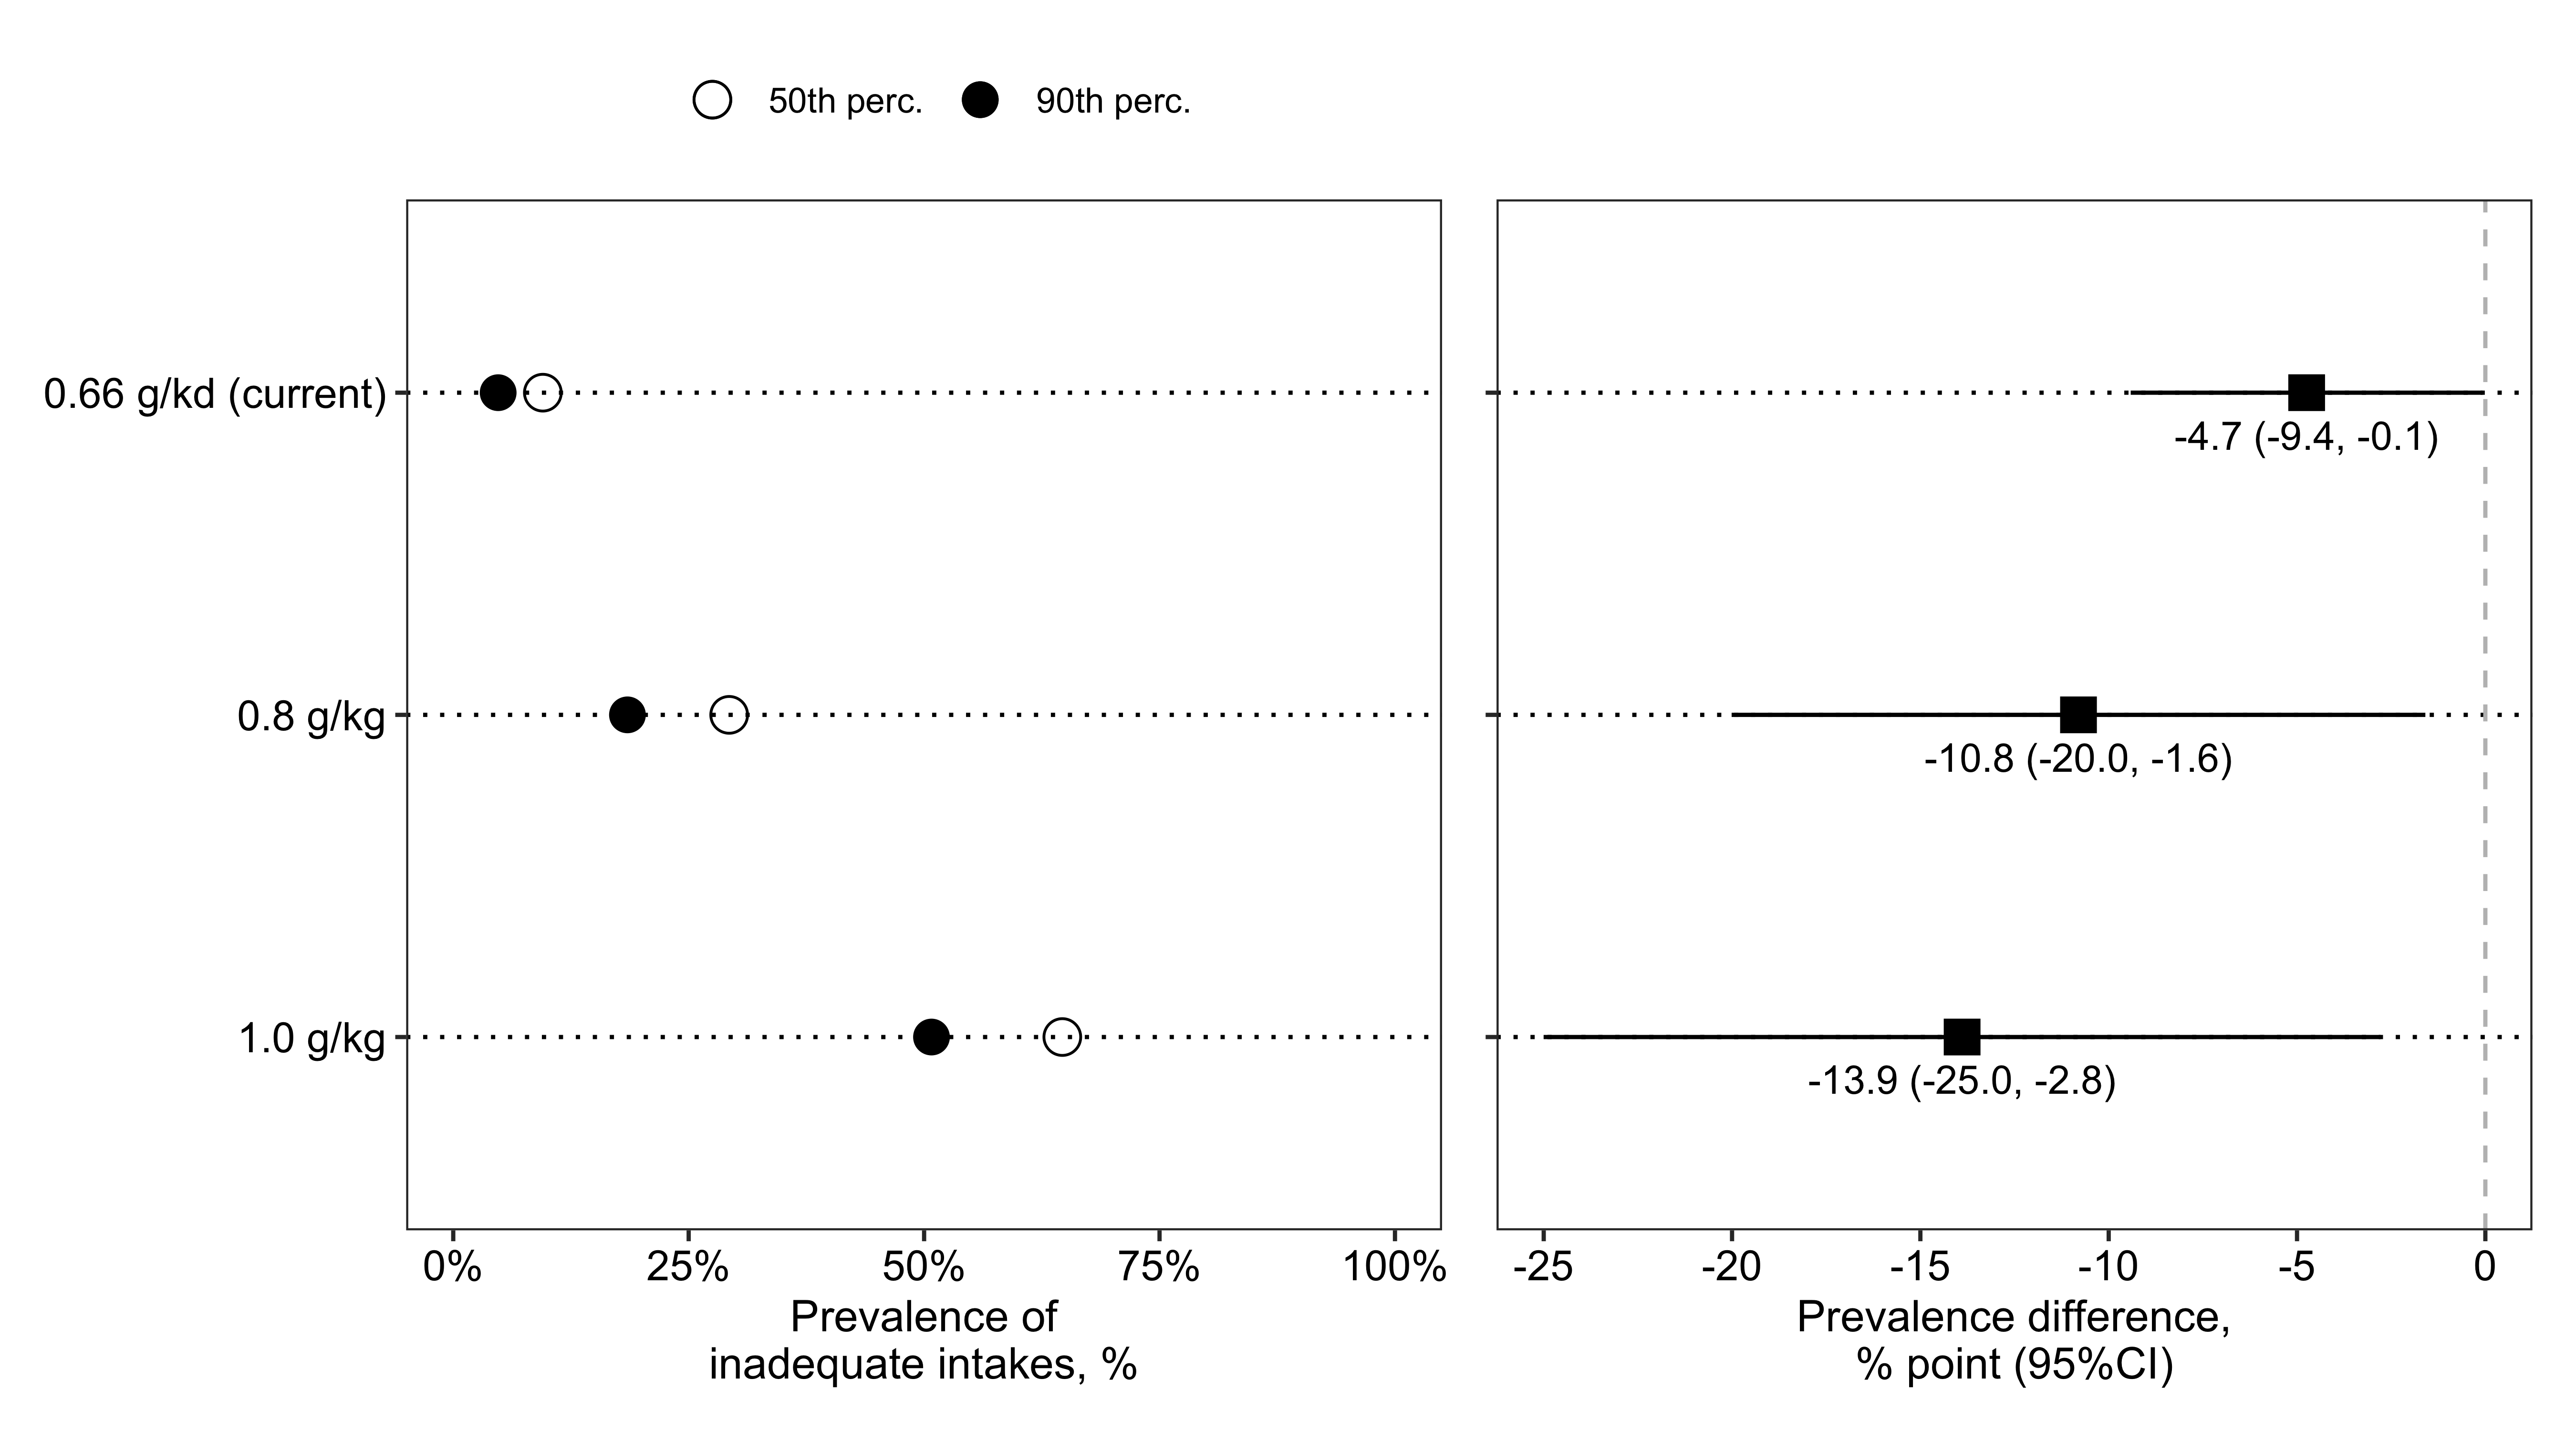 50th perc. 90th perc.
0.66 g/kd (current)
-4.7 (-9.4, -0.1)
0.8 g/kg
-10.8 (-20.0, -1.6)
1.0 g/kg
-13.9 (-25.0, -2.8)
0% 25% 50% 75% 100%
-25 -20 -15 -10 -5 0
Prevalence of
inadequate intakes, %
Prevalence difference,
% point (95%CI)